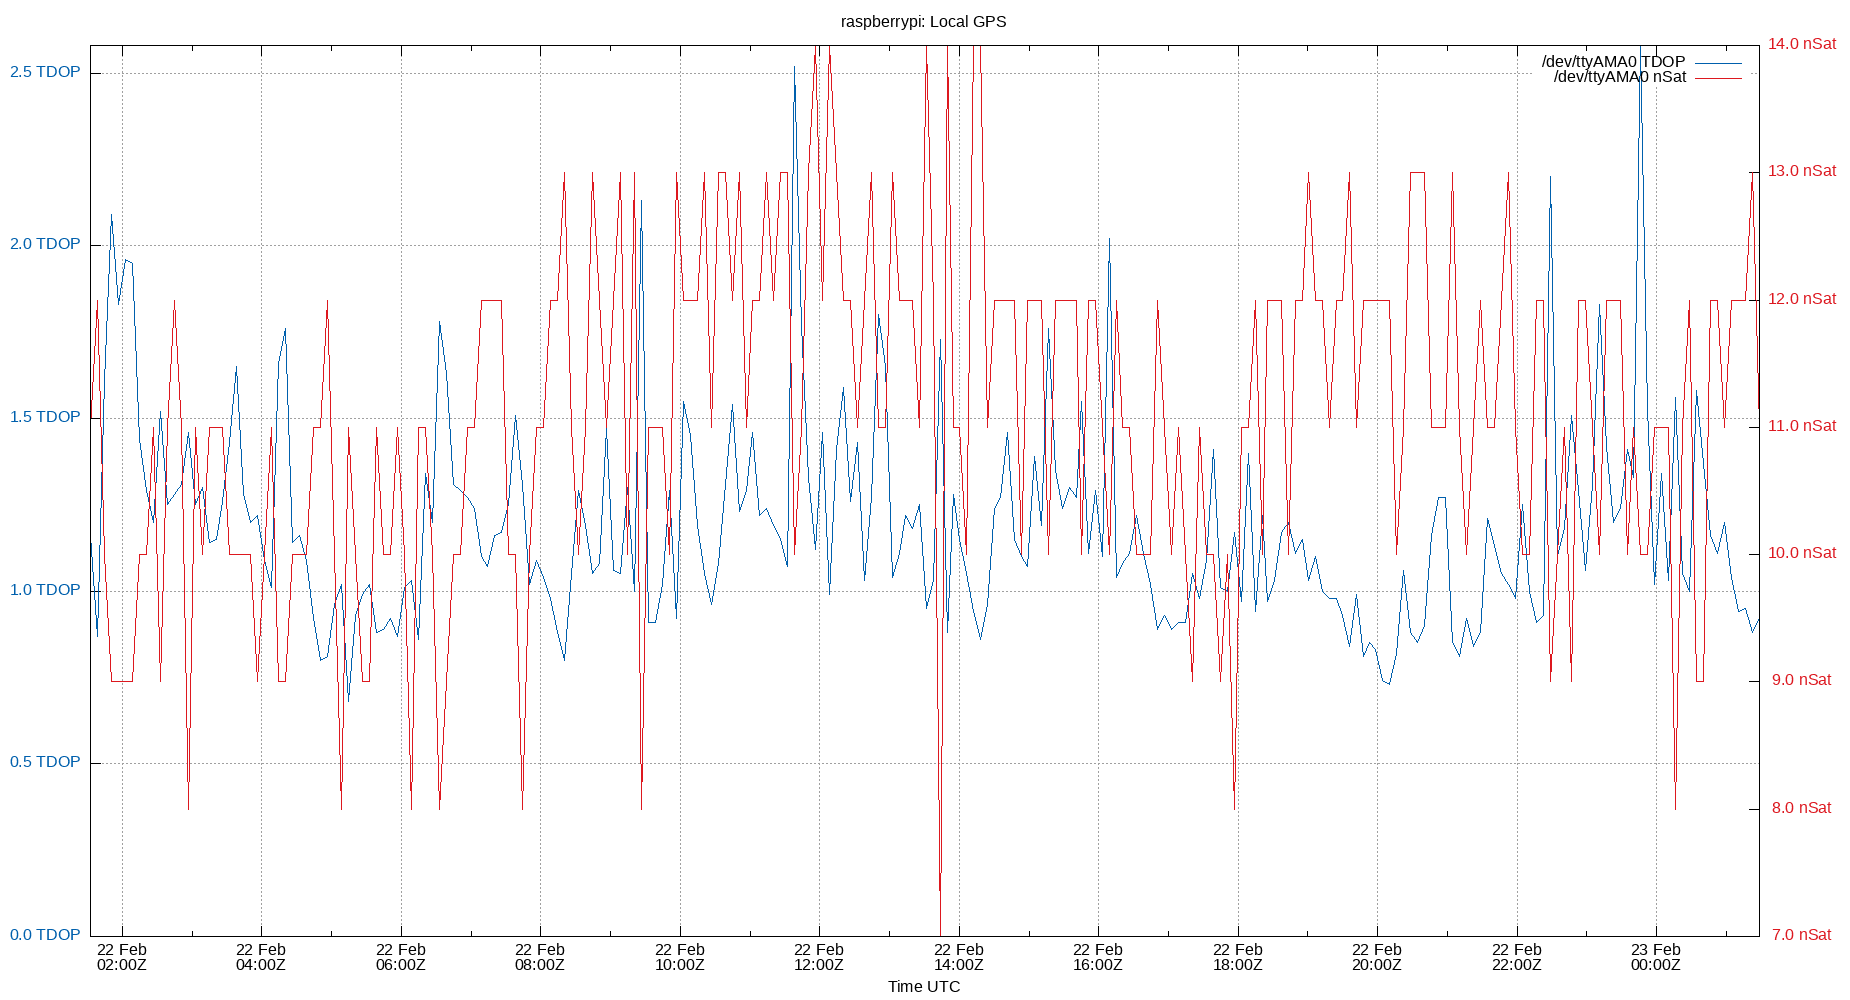 raspberrypi: Local GPS
/dev/ttyAMA0 TDOP
/dev/ttyAMA0 nSat
2.5 TDOP
2.0 TDOP
1.5 TDOP
1.0 TDOP
0.5 TDOP
0.0 TDOP
14.0 nSat
13.0 nSat
12.0 nSat
11.0 nSat
10.0 nSat
9.0 nSat
8.0 nSat
7.0 nSat
22 Feb
02:00Z
22 Feb
04:00Z
22 Feb
06:00Z
22 Feb
08:00Z
22 Feb
10:00Z
22 Feb
12:00Z
22 Feb
14:00Z
22 Feb
16:00Z
22 Feb
18:00Z
22 Feb
20:00Z
22 Feb
22:00Z
23 Feb
00:00Z
Time UTC